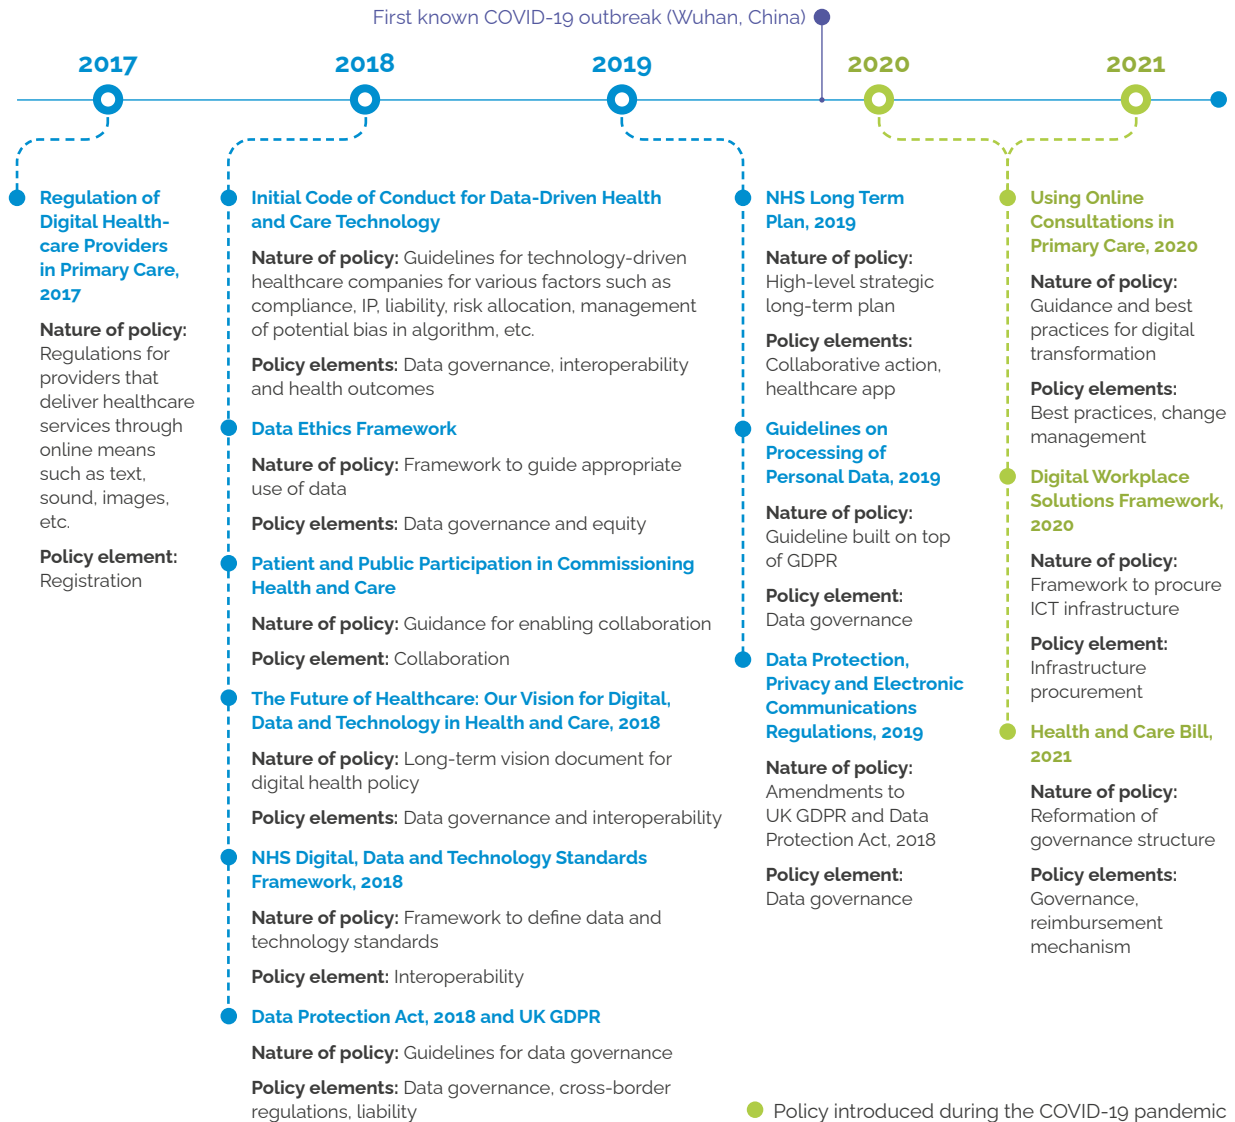 First known COVID-19 outbreak (Wuhan, China)
2017
2018
2019
2020
2021
Regulation of
Digital Health-
care Providers
in Primary Care,
2017
Nature of policy:
Regulations for
providers that
deliver healthcare
services through
online means
such as text,
sound, images,
etc.
Policy element:
Registration
Initial Code of Conduct for Data-Driven Health
and Care Technology
Nature of policy: Guidelines for technology-driven
healthcare companies for various factors such as
compliance, IP, liability, risk allocation, management
of potential bias in algorithm, etc.
Policy elements: Data governance, interoperability
and health outcomes
Data Ethics Framework
Nature of policy: Framework to guide appropriate
use of data
Policy elements: Data governance and equity
Patient and Public Participation in Commissioning
Health and Care
Nature of policy: Guidance for enabling collaboration
Policy element: Collaboration
The Future of Healthcare: Our Vision for Digital,
Data and Technology in Health and Care, 2018
Nature of policy: Long-term vision document for
digital health policy
Policy elements: Data governance and interoperability
NHS Digital, Data and Technology Standards
Framework, 2018
Nature of policy: Framework to define data and
technology standards
Policy element: Interoperability
Data Protection Act, 2018 and UK GDPR
Nature of policy: Guidelines for data governance
Policy elements: Data governance, cross-border
regulations, liability
NHS Long Term
Plan, 2019
Nature of policy:
High-level strategic
long-term plan
Policy elements:
Collaborative action,
healthcare app
Guidelines on
Processing of
Personal Data, 2019
Nature of policy:
Guideline built on top
of GDPR
Policy element:
Data governance
Data Protection,
Privacy and Electronic
Communications
Regulations, 2019
Nature of policy:
Amendments to
UK GDPR and Data
Protection Act, 2018
Policy element:
Data governance
Using Online
Consultations in
Primary Care, 2020
Nature of policy:
Guidance and best
practices for digital
transformation
Policy elements:
Best practices, change
management
Digital Workplace
Solutions Framework,
2020
Nature of policy:
Framework to procure
ICT infrastructure
Policy element:
Infrastructure
procurement
Health and Care Bill,
2021
Nature of policy:
Reformation of
governance structure
Policy elements:
Governance,
reimbursement
mechanism
Policy introduced during the COVID-19 pandemic